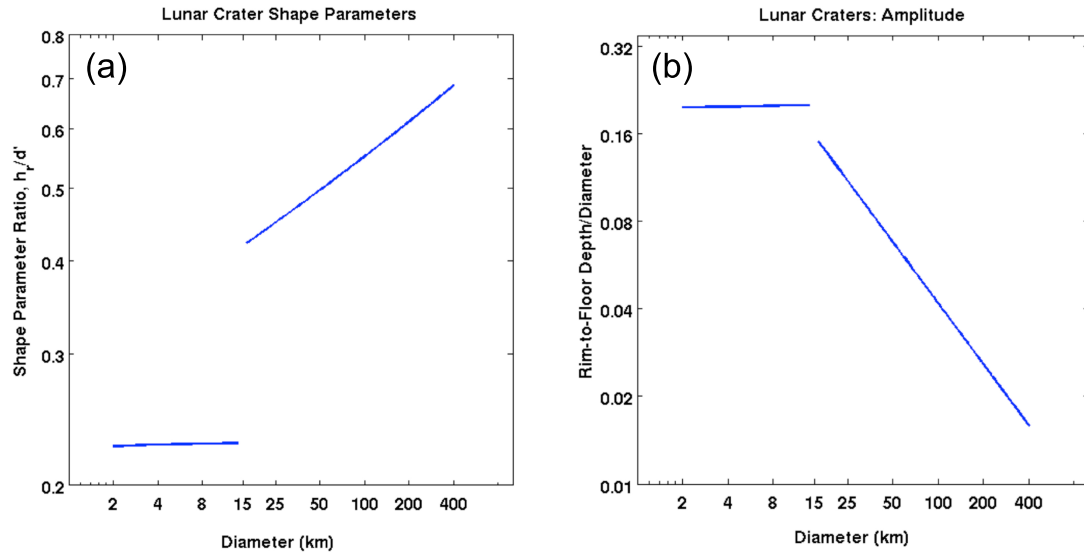 Lunar Crater Shape Parameters
(a)
Shape Parameter Ratio, h_r/d'
0.8
0.7
0.6
0.5
0.4
0.3
0.2
2 4 8 15 25 50 100 200 400
Diameter (km)
Lunar Craters: Amplitude
(b)
Rim-to-Floor Depth/Diameter
0.32
0.16
0.08
0.04
0.02
0.01
2 4 8 15 25 50 100 200 400
Diameter (km)